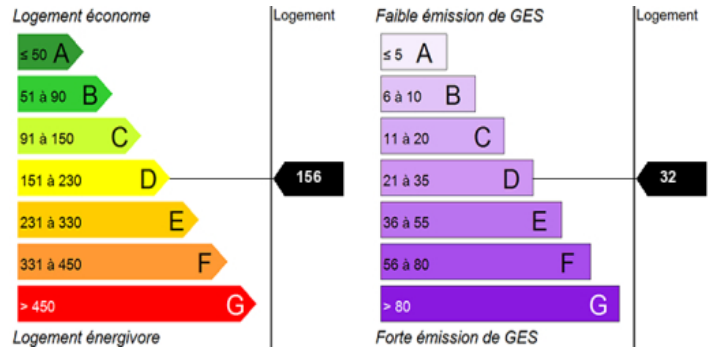 Logement économe
Logement
≤ 50 A
51 à 90 B
91 à 150 C
151 à 230 D
156
231 à 330 E
331 à 450 F
> 450 G
Logement énergivore
Faible émission de GES
Logement
≤ 5 A
6 à 10 B
11 à 20 C
21 à 35 D
32
36 à 55 E
56 à 80 F
> 80 G
Forte émission de GES